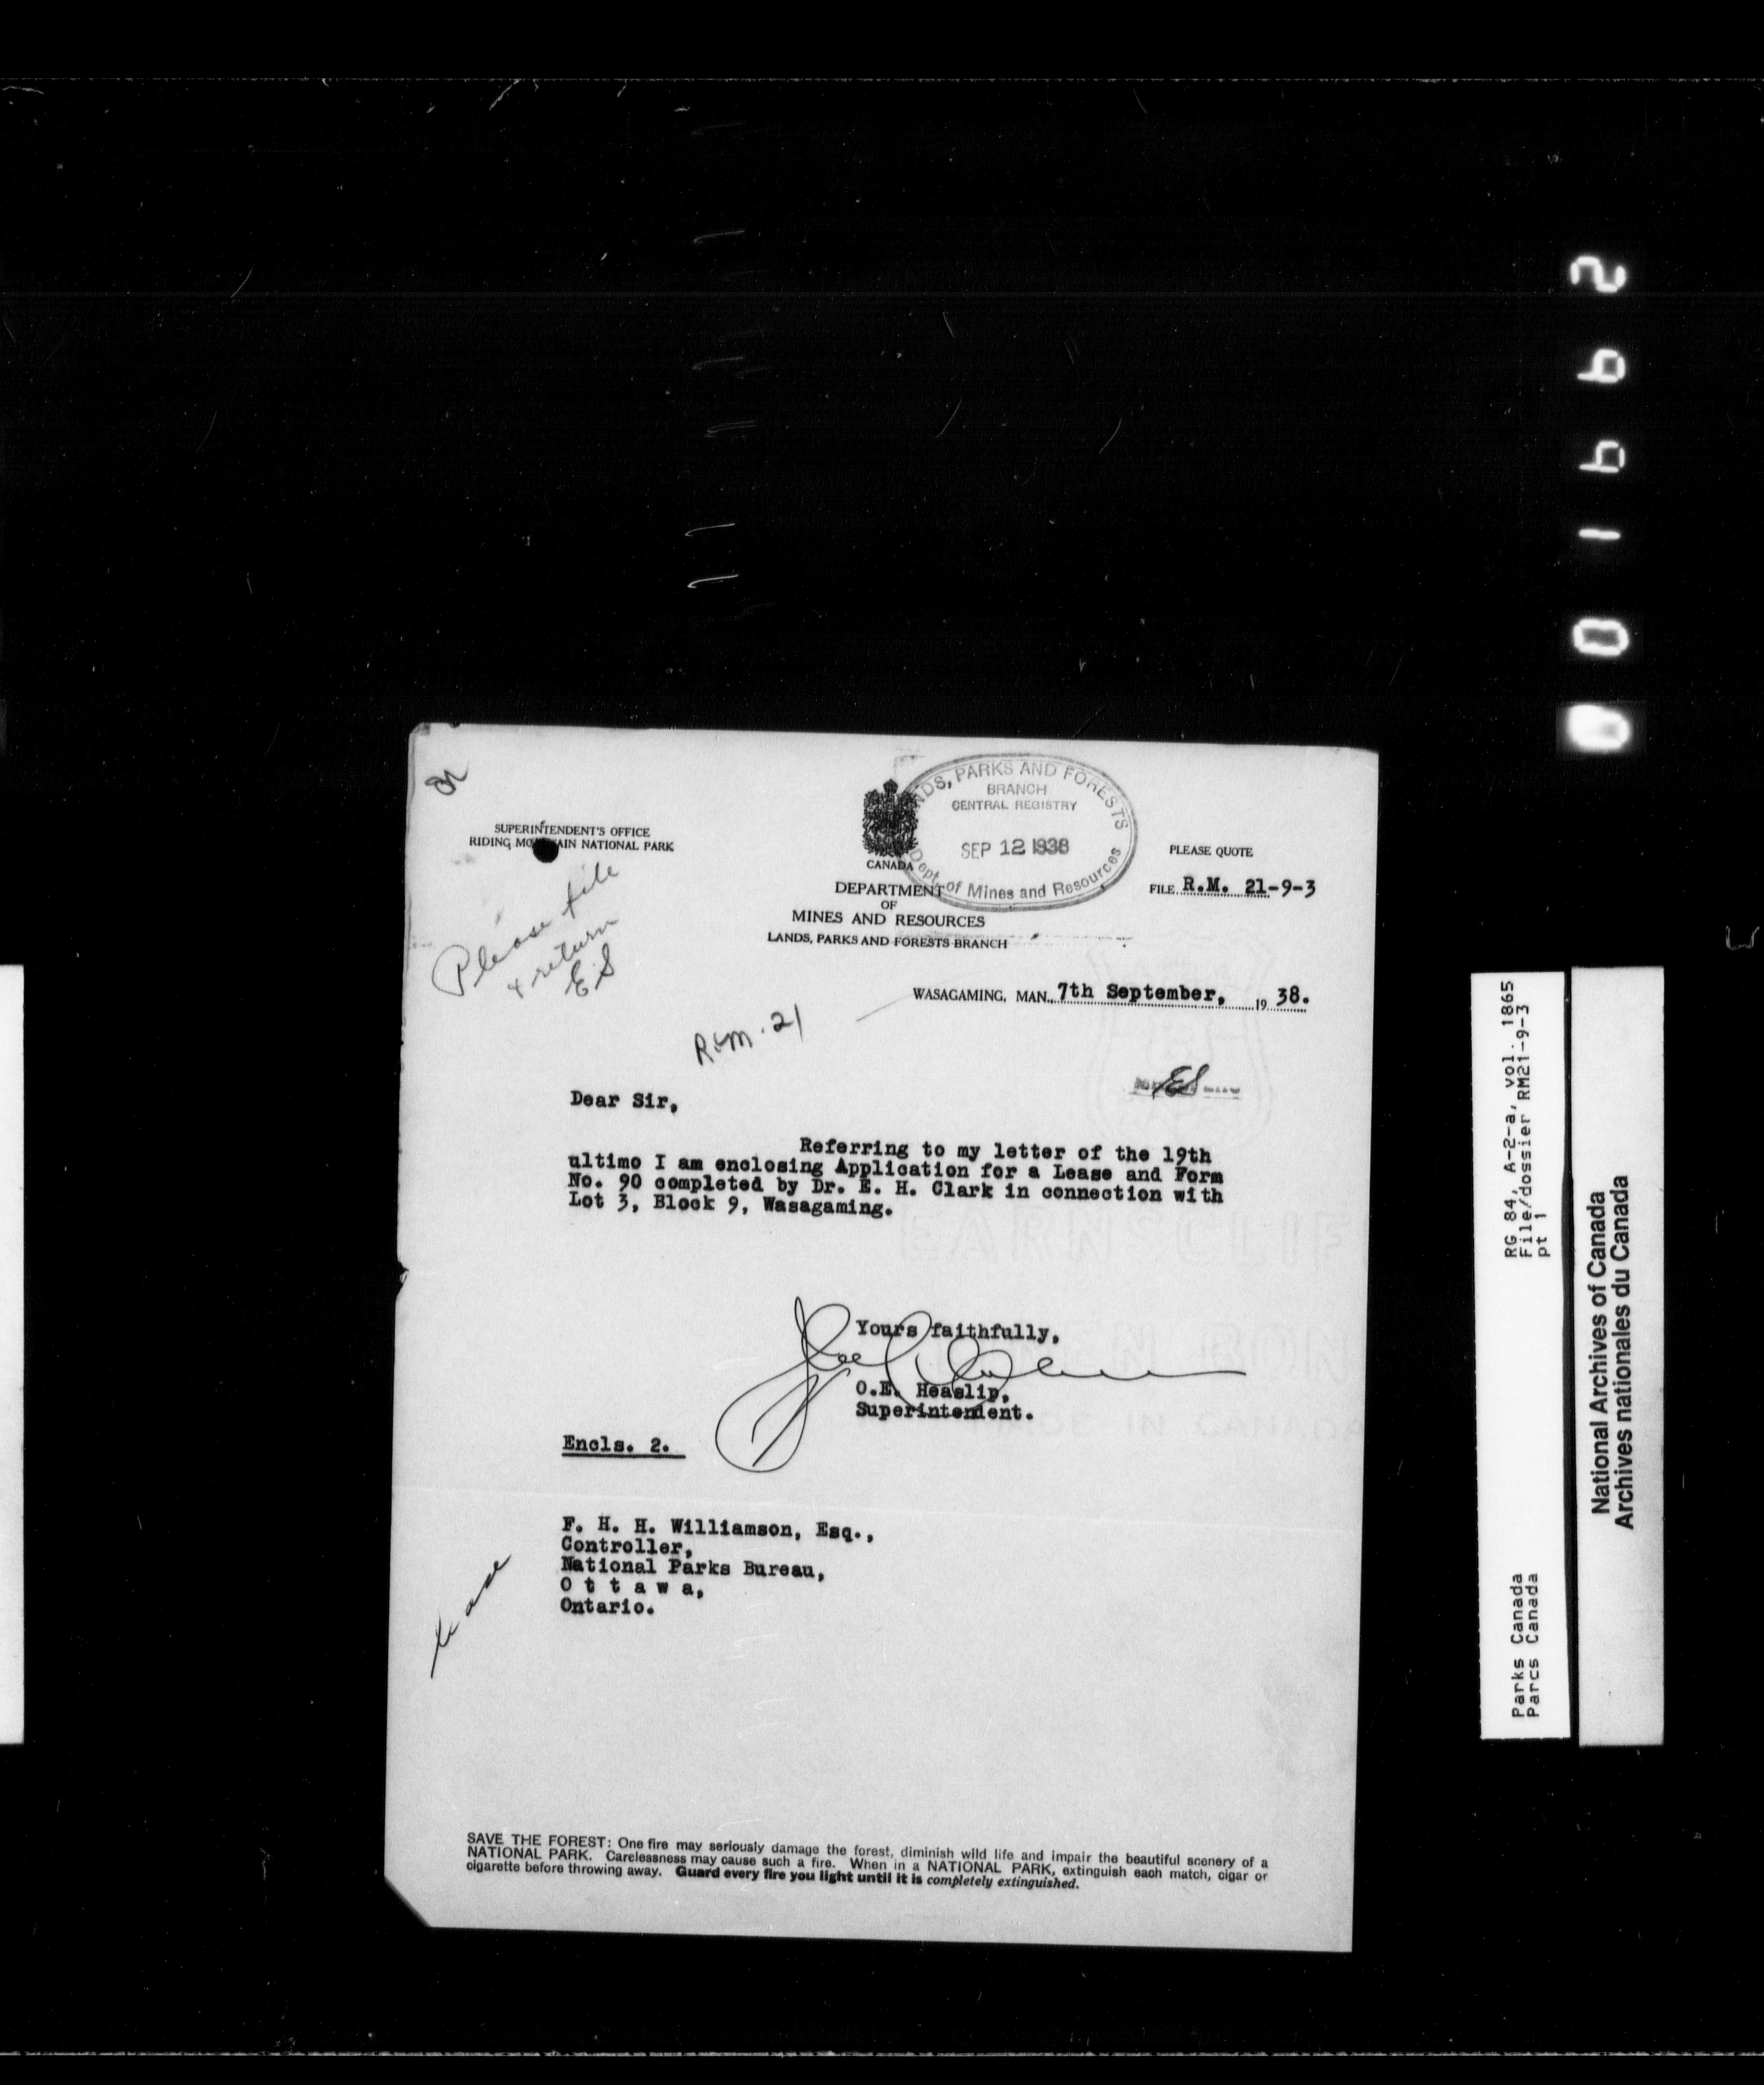 SUPERINTENDENT'S OFFICE
RIDING MOUNTAIN NATIONAL PARK
CANADA
DEPARTMENT
OF
MINES AND RESOURCES
LANDS, PARKS AND FORESTS BRANCH
LANDS, PARKS AND FORESTS
BRANCH
CENTRAL REGISTRY
SEP 12 1938
Dept. of Mines and Resources
PLEASE QUOTE
FILE R.M. 21-9-3
Please file
& return
ES
WASAGAMING, MAN., 7th September, 19 38.
R.M. 21
ES
Dear Sir,
Referring to my letter of the 19th
ultimo I am enclosing Application for a Lease and Form
No. 90 completed by Dr. E. H. Clark in connection with
Lot 3, Block 9, Wasagaming.
Yours faithfully,
O.E. Heaslip,
Superintendent.
Encls. 2.
F. H. H. Williamson, Esq.,
Controller,
National Parks Bureau,
O t t a w a,
Ontario.
lease
SAVE THE FOREST: One fire may seriously damage the forest, diminish wild life and impair the beautiful scenery of a
NATIONAL PARK. Carelessness may cause such a fire. When in a NATIONAL PARK, extinguish each match, cigar or
cigarette before throwing away. Guard every fire you light until it is completely extinguished.
RG 84, A-2-a, vol. 1865
File/dossier RM21-9-3
pt 1
Parks Canada
Parcs Canada
National Archives of Canada
Archives nationales du Canada